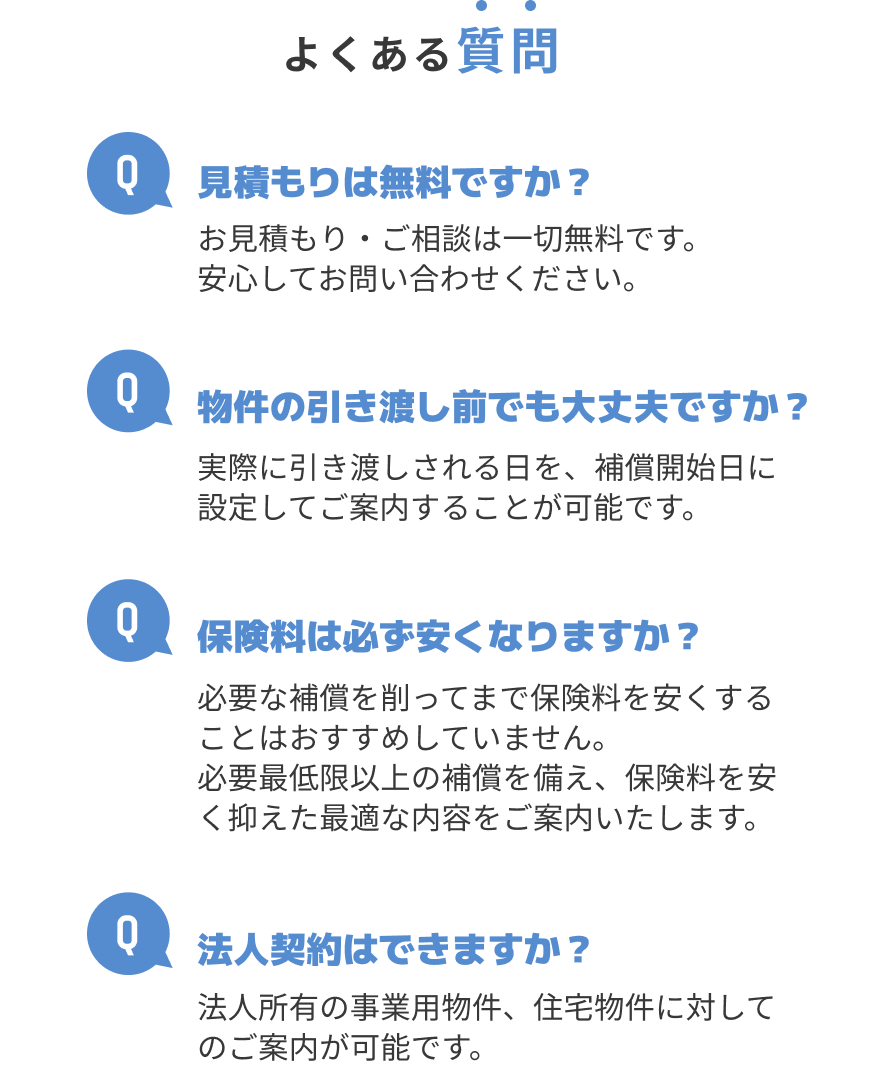 よくある質問
Q
見積もりは無料ですか？
お見積もり・ご相談は一切無料です。
安心してお問い合わせください。
Q
物件の引き渡し前でも大丈夫ですか？
実際に引き渡しされる日を、補償開始日に
設定してご案内することが可能です。
Q
保険料は必ず安くなりますか？
必要な補償を削ってまで保険料を安くする
ことはおすすめしていません。
必要最低限以上の補償を備え、保険料を安
く抑えた最適な内容をご案内いたします。
Q
法人契約はできますか？
法人所有の事業用物件、住宅物件に対して
のご案内が可能です。